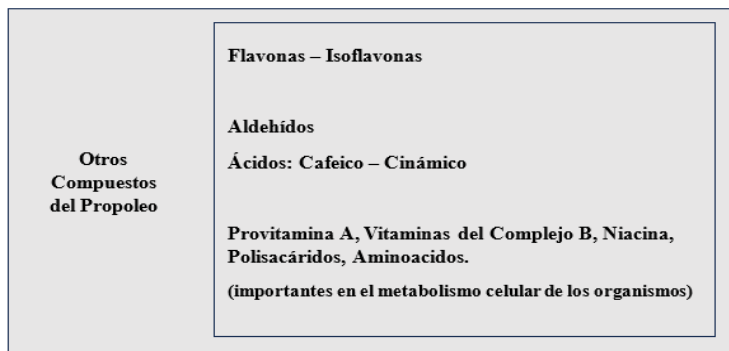 Otros
Compuestos
del Propoleo
Flavonas – Isoflavonas
Aldehídos
Ácidos: Cafeico – Cinámico
Provitamina A, Vitaminas del Complejo B, Niacina,
Polisacáridos, Aminoacidos.
(importantes en el metabolismo celular de los organismos)